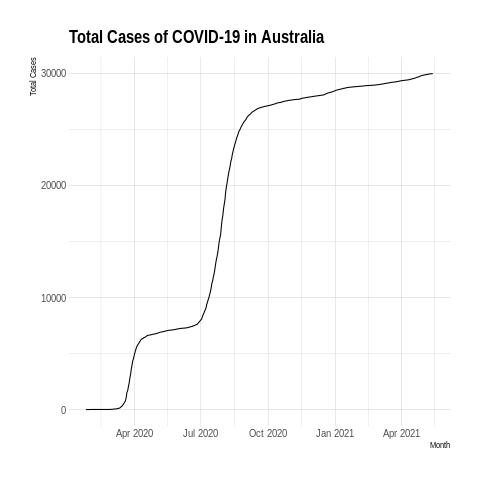 Total Cases of COVID-19 in Australia
Total Cases
30000
20000
10000
0
Apr 2020 Jul 2020 Oct 2020 Jan 2021 Apr 2021
Month